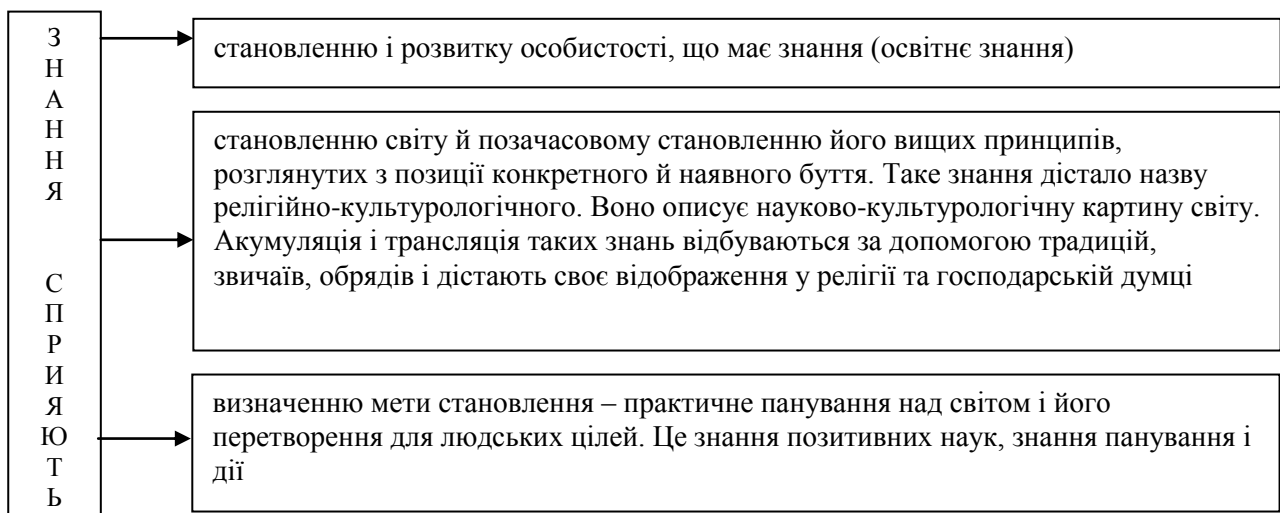 ЗНАННЯ СПРИЯЮТЬ
становленню і розвитку особистості, що має знання (освітнє знання)
становленню світу й позачасовому становленню його вищих принципів,
розглянутих з позиції конкретного й наявного буття. Таке знання дістало назву
релігійно-культурологічного. Воно описує науково-культурологічну картину світу.
Акумуляція і трансляція таких знань відбуваються за допомогою традицій,
звичаїв, обрядів і дістають своє відображення у релігії та господарській думці
визначенню мети становлення – практичне панування над світом і його
перетворення для людських цілей. Це знання позитивних наук, знання панування і
дії